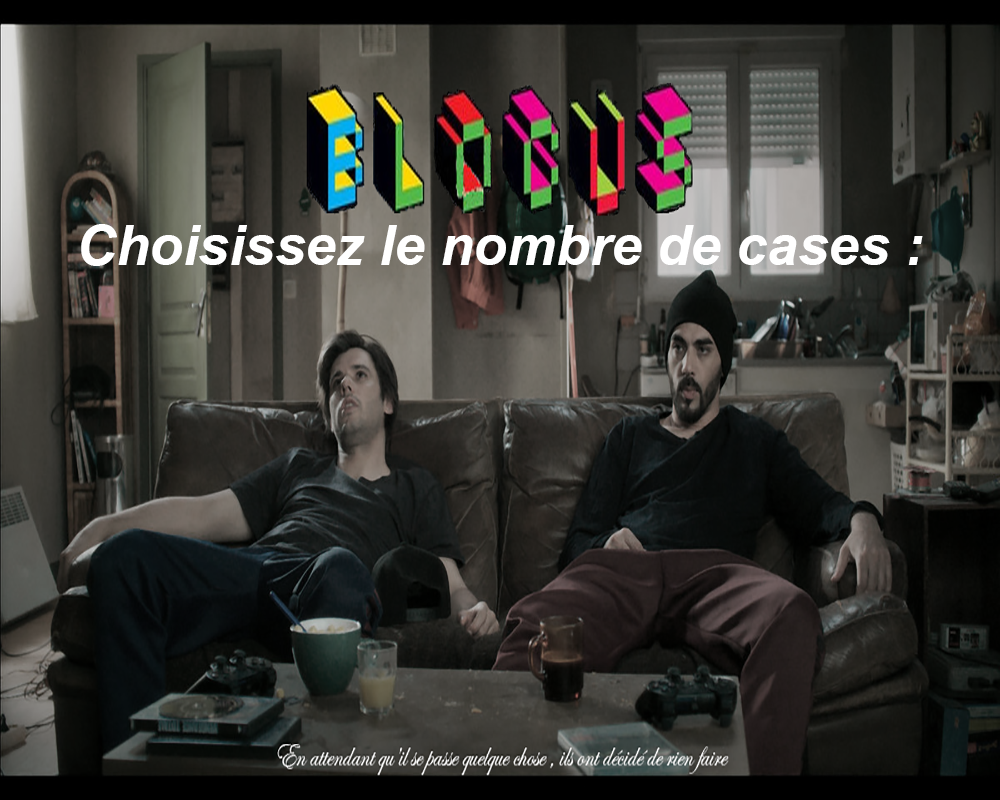 BLOKUS
Choisissez le nombre de cases :
En attendant qu'il se passe quelque chose , ils ont décidé de rien faire